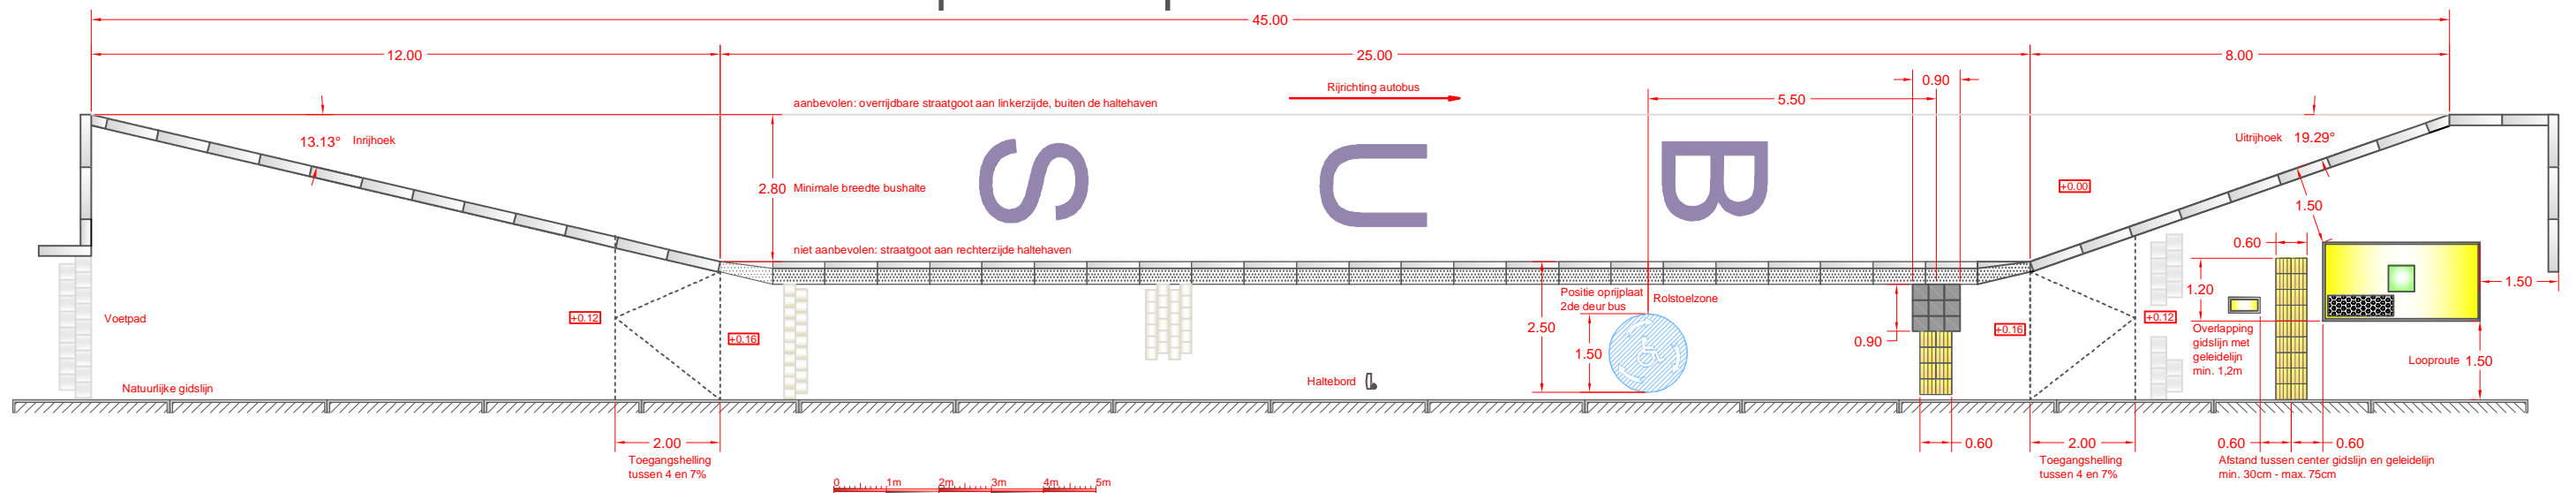 45.00
12.00
25.00
8.00
0.90
Rijrichting autobus
5.50
aanbevolen: overrijdbare straatgoot aan linkerzijde, buiten de haltehaven
13.13° Inrijhoek
Uitrijhoek 19.29°
2.80 Minimale breedte bushalte
S U B
+0.00
1.50
niet aanbevolen: straatgoot aan rechterzijde haltehaven
0.60
1.20
1.50
Positie oprijplaat
2de deur bus
Rolstoelzone
Voetpad
+0.12
+0.16
2.50
1.50
0.90
+0.16
+0.12
Overlapping
gidslijn met
geleidelijn
min. 1,2m
Looproute 1.50
Natuurlijke gidslijn
Haltebord
2.00
Toegangshelling
tussen 4 en 7%
0.60
2.00
Toegangshelling
tussen 4 en 7%
0.60
0.60
Afstand tussen center gidslijn en geleidelijn
min. 30cm - max. 75cm
0 1m 2m 3m 4m 5m